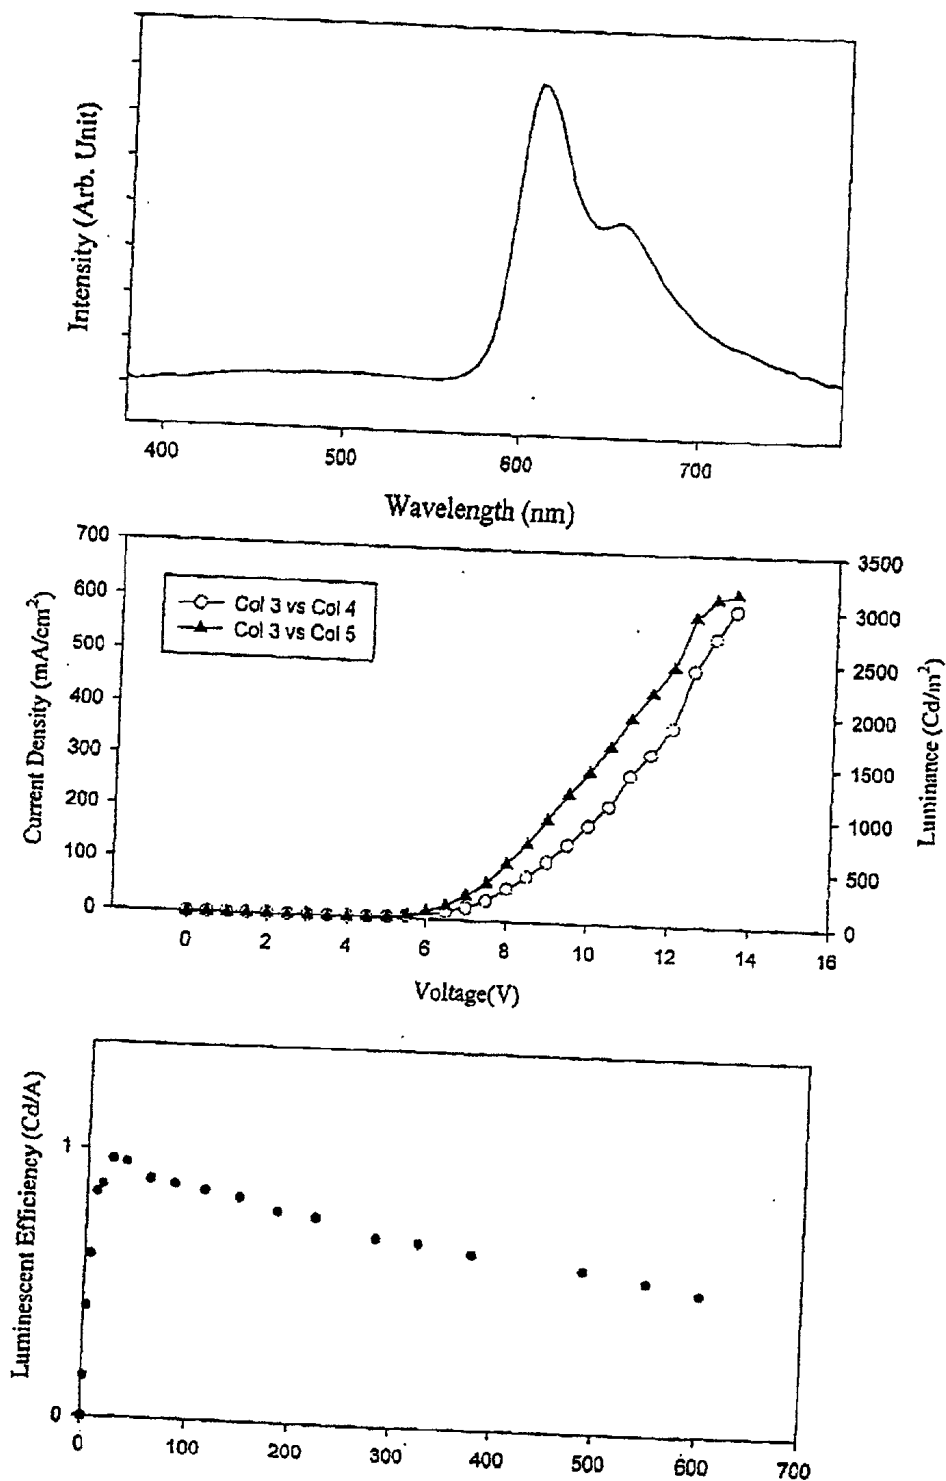 Intensity (Arb. Unit)
400 500 600 700
Wavelength (nm)
700
600
500
400
300
200
100
0
Current Density (mA/cm²)
Col 3 vs Col 4
Col 3 vs Col 5
3500
3000
2500
2000
1500
1000
500
0
Luminance (Cd/m²)
0 2 4 6 8 10 12 14 16
Voltage(V)
Luminescent Efficiency (Cd/A)
1
0
0 100 200 300 400 500 600 700